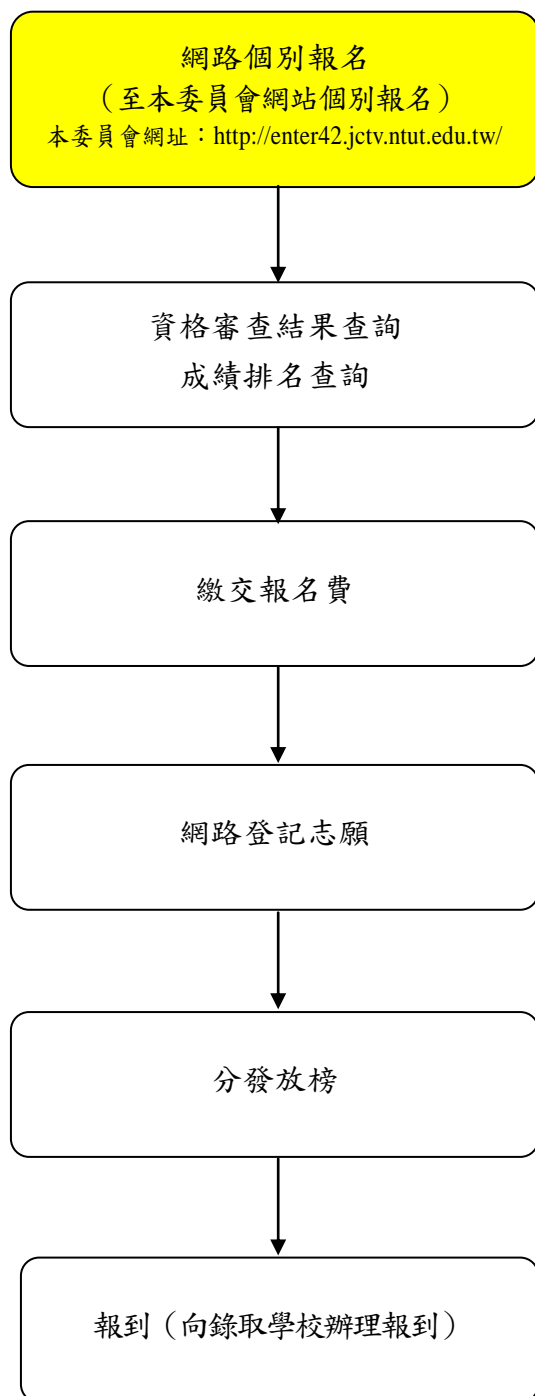 網路個別報名
（至本委員會網站個別報名）
本委員會網址：http://enter42.jctv.ntut.edu.tw/
資格審查結果查詢
成績排名查詢
繳交報名費
網路登記志願
分發放榜
報到（向錄取學校辦理報到）